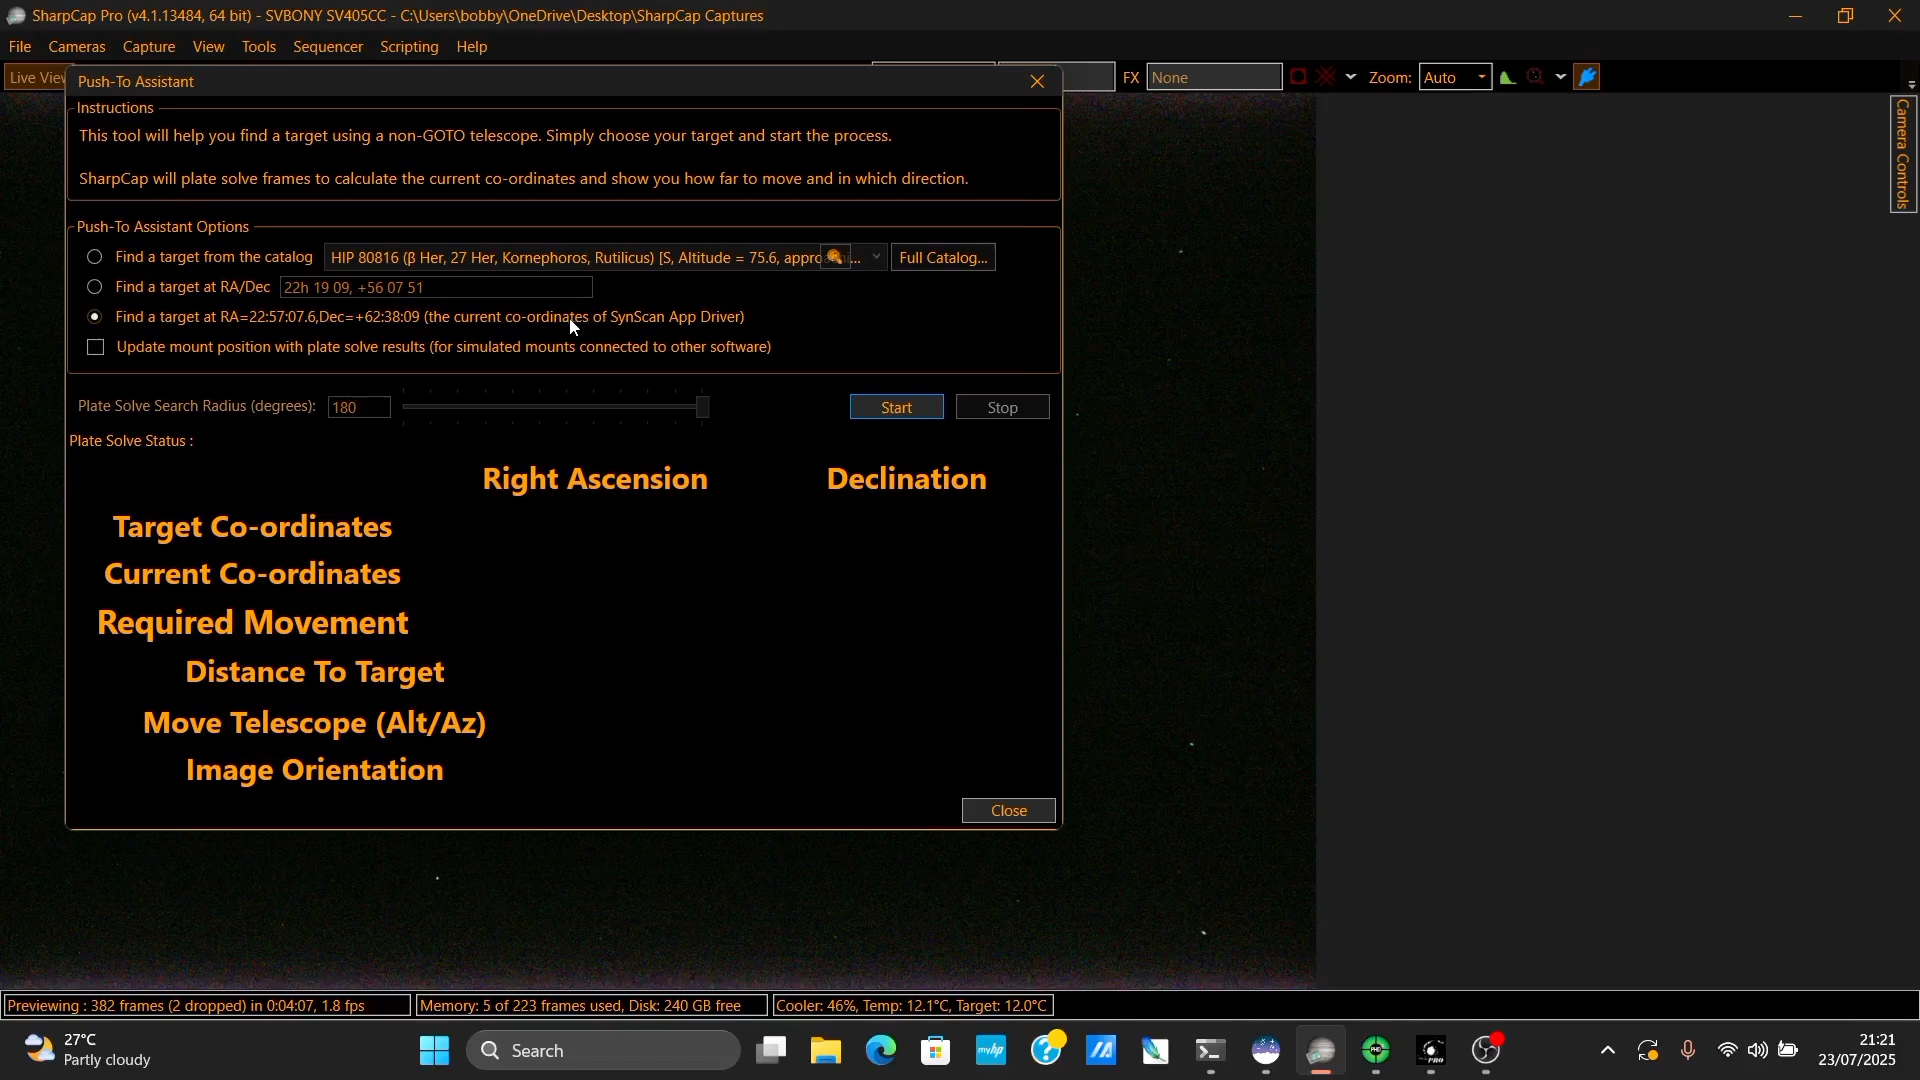 SharpCap Pro (v4.1.13484, 64 bit) - SVBONY SV405CC - C:\Users\bobby\OneDrive\Desktop\SharpCap Captures
File Cameras Capture View Tools Sequencer Scripting Help
Live View
FX None Zoom: Auto
Push-To Assistant
Camera Controls
Instructions
This tool will help you find a target using a non-GOTO telescope. Simply choose your target and start the process.
SharpCap will plate solve frames to calculate the current co-ordinates and show you how far to move and in which direction.
Push-To Assistant Options
Find a target from the catalog HIP 80816 (β Her, 27 Her, Kornephoros, Rutilicus) [S, Altitude = 75.6, ... Full Catalog...
Find a target at RA/Dec 22h 19 09, +56 07 51
Find a target at RA=22:57:07.6,Dec=+62:38:09 (the current co-ordinates of SynScan App Driver)
Update mount position with plate solve results (for simulated mounts connected to other software)
Plate Solve Search Radius (degrees): 180 Start Stop
Plate Solve Status :
Right Ascension Declination
Target Co-ordinates
Current Co-ordinates
Required Movement
Distance To Target
Move Telescope (Alt/Az)
Image Orientation
Close
Previewing : 382 frames (2 dropped) in 0:04:07, 1.8 fps Memory: 5 of 223 frames used, Disk: 240 GB free Cooler: 46%, Temp: 12.1°C, Target: 12.0°C
27°C
Partly cloudy
Search
myhp
PHD
PRO
21:21
23/07/2025